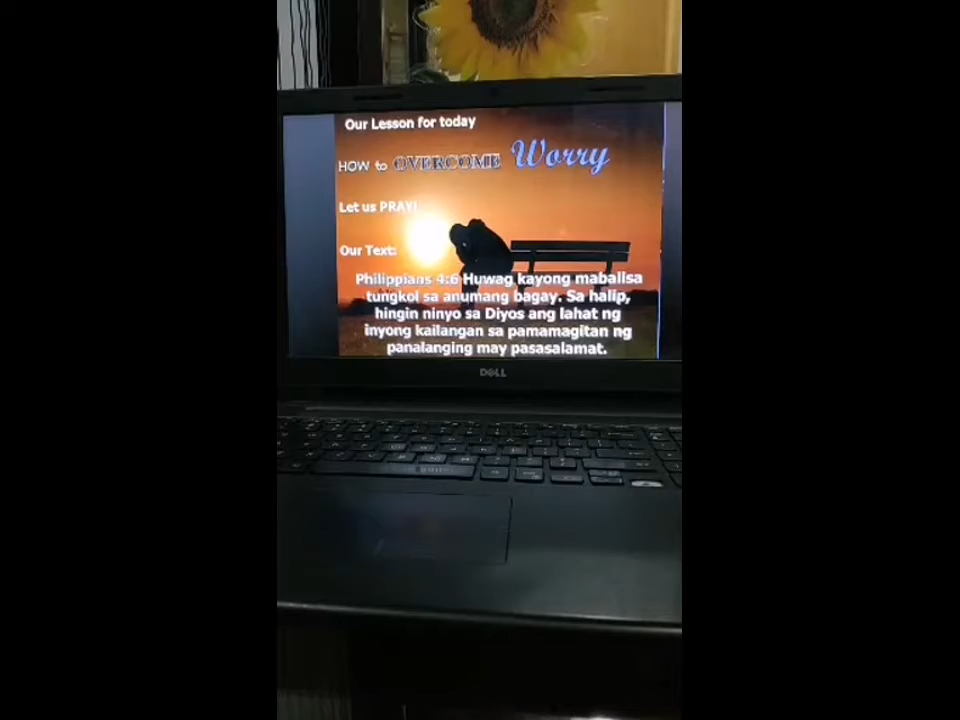 Our Lesson for today
HOW to OVERCOME Worry
Let us PRAY!
Our Text:
Philippians 4:6 Huwag kayong mabalisa
tungkol sa anumang bagay. Sa halip,
hingin ninyo sa Diyos ang lahat ng
inyong kailangan sa pamamagitan ng
panalanging may pasasalamat.
DELL